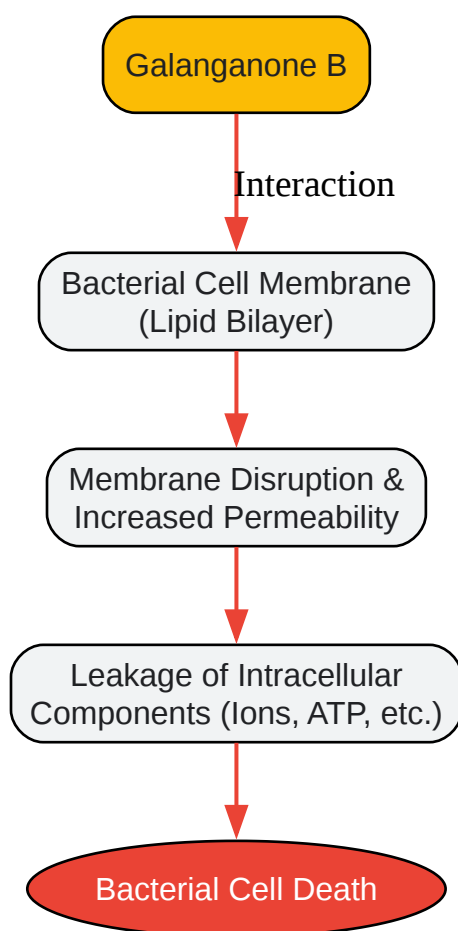 Galanganone B
Interaction
Bacterial Cell Membrane
(Lipid Bilayer)
Membrane Disruption &
Increased Permeability
Leakage of Intracellular
Components (Ions, ATP, etc.)
Bacterial Cell Death